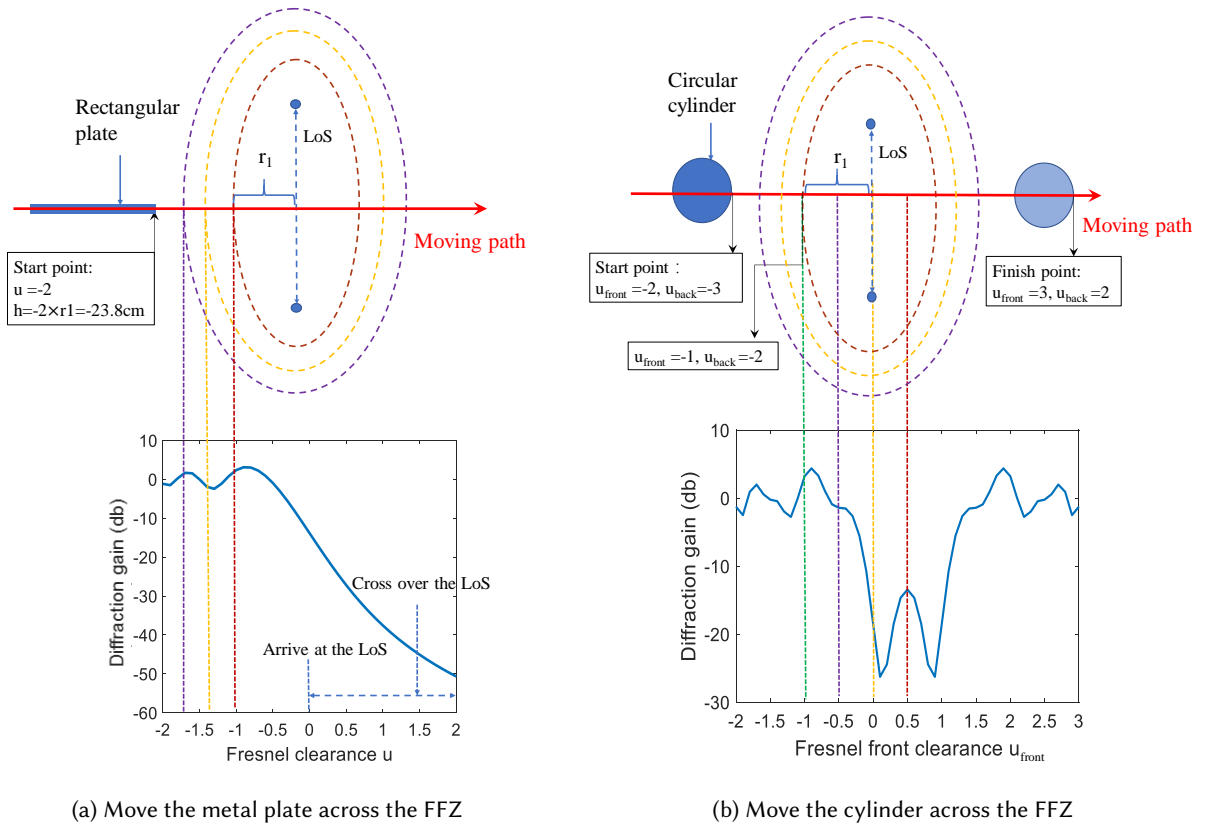 Rectangular
plate
LoS
r1
Moving path
Start point:
u =-2
h=-2×r1=-23.8cm
10
0
-10
-20
-30
-40
-50
-60
Diffraction gain (db)
Cross over the LoS
Arrive at the LoS
-2 -1.5 -1 -0.5 0 0.5 1 1.5 2
Fresnel clearance u
(a) Move the metal plate across the FFZ
Circular
cylinder
r1
LoS
Moving path
Start point :
ufront =-2, uback=-3
Finish point:
ufront =3, uback=2
ufront =-1, uback=-2
10
0
-10
-20
-30
Diffraction gain (db)
-2 -1.5 -1 -0.5 0 0.5 1 1.5 2 2.5 3
Fresnel front clearance ufront
(b) Move the cylinder across the FFZ